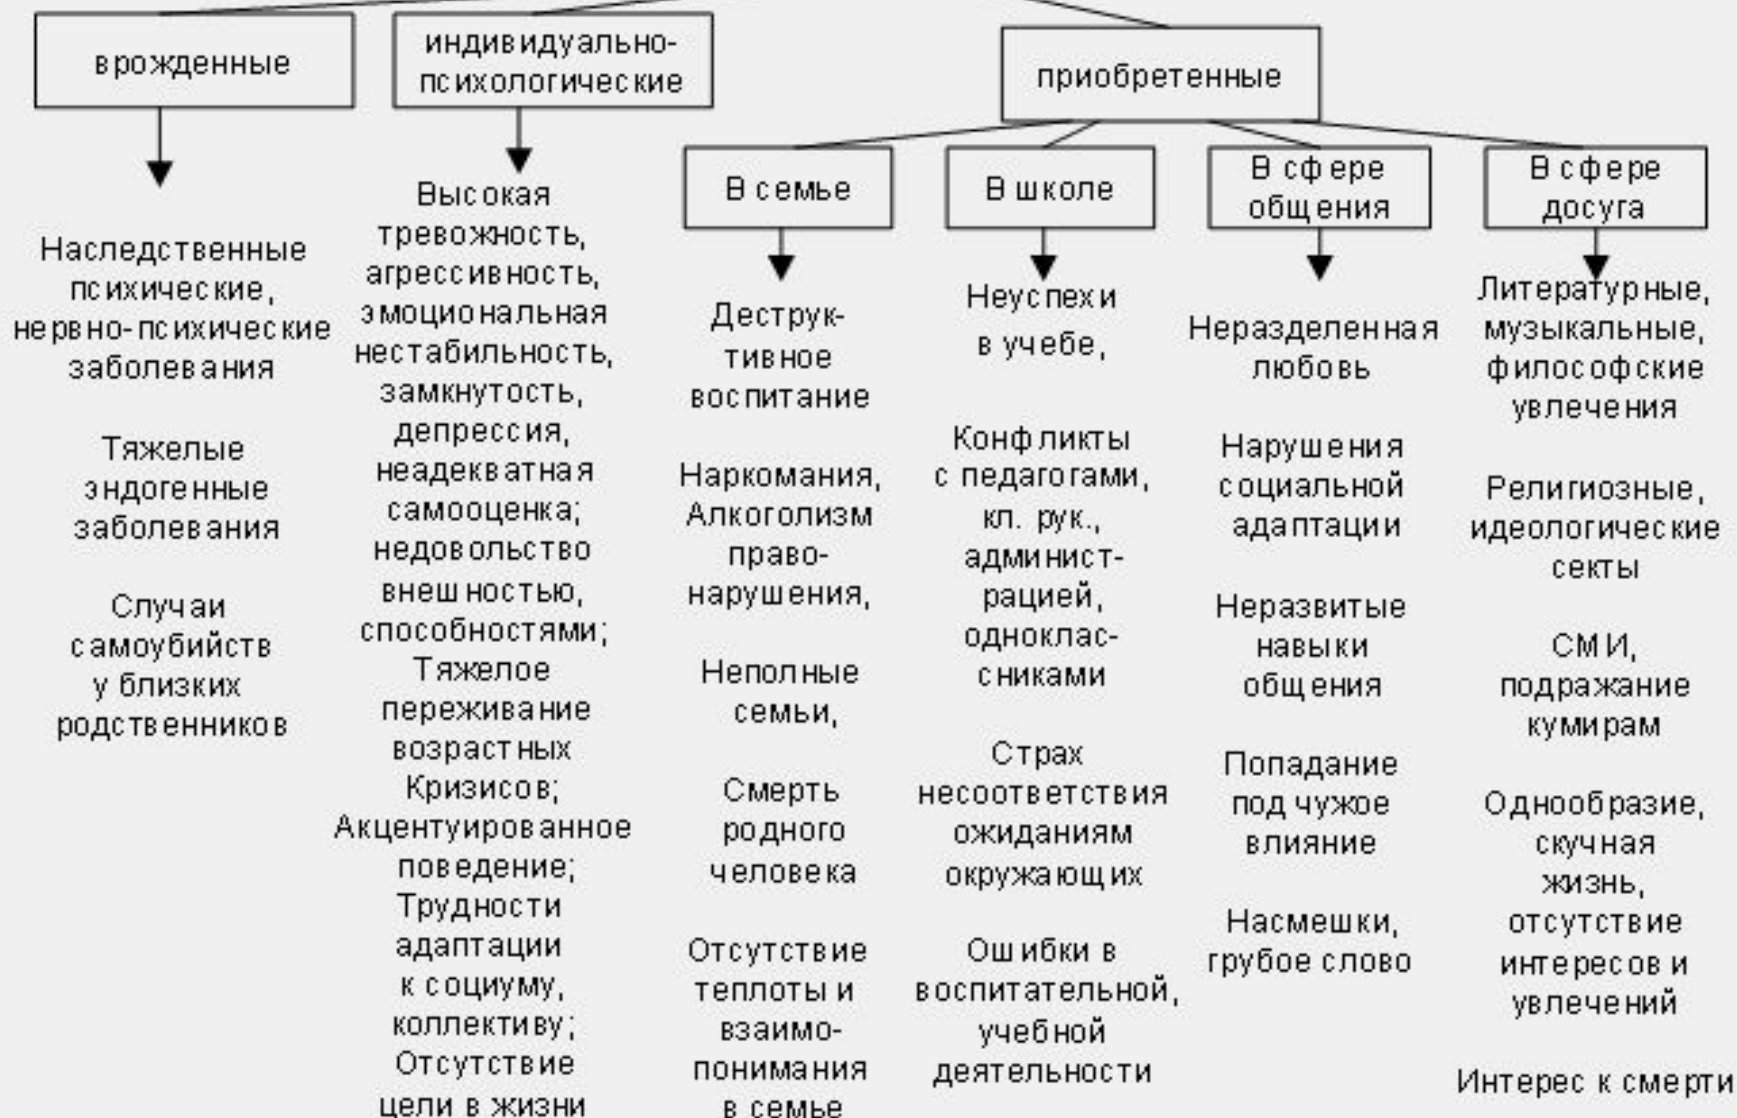 врожденные
индивидуально-
психологические
приобретенные
Наследственные
психические,
нервно-психические
заболевания
Тяжелые
эндогенные
заболевания
Случаи
самоубийств
у близких
родственников
Высокая
тревожность,
агрессивность,
эмоциональная
нестабильность,
замкнутость,
депрессия,
неадекватная
самооценка;
недовольство
внешностью,
способностями;
Тяжелое
переживание
возрастных
Кризисов;
Акцентуированное
поведение;
Трудности
адаптации
к социуму,
коллективу;
Отсутствие
цели в жизни
В семье
Деструк-
тивное
воспитание
Наркомания,
Алкоголизм
право-
нарушения,
Неполные
семьи,
Смерть
родного
человека
Отсутствие
теплоты и
взаимо-
понимания
в семье
В школе
Неуспехи
в учебе,
Конфликты
с педагогами,
кл. рук.,
админист-
рацией,
одноклас-
сниками
Страх
несоответствия
ожиданиям
окружающих
Ошибки в
воспитательной,
учебной
деятельности
В сфере
общения
Неразделенная
любовь
Нарушения
социальной
адаптации
Неразвитые
навыки
общения
Попадание
под чужое
влияние
Насмешки,
грубое слово
В сфере
досуга
Литературные,
музыкальные,
философские
увлечения
Религиозные,
идеологические
секты
СМИ,
подражание
кумирам
Однообразие,
скучная
жизнь,
отсутствие
интересов и
увлечений
Интерес к смерти